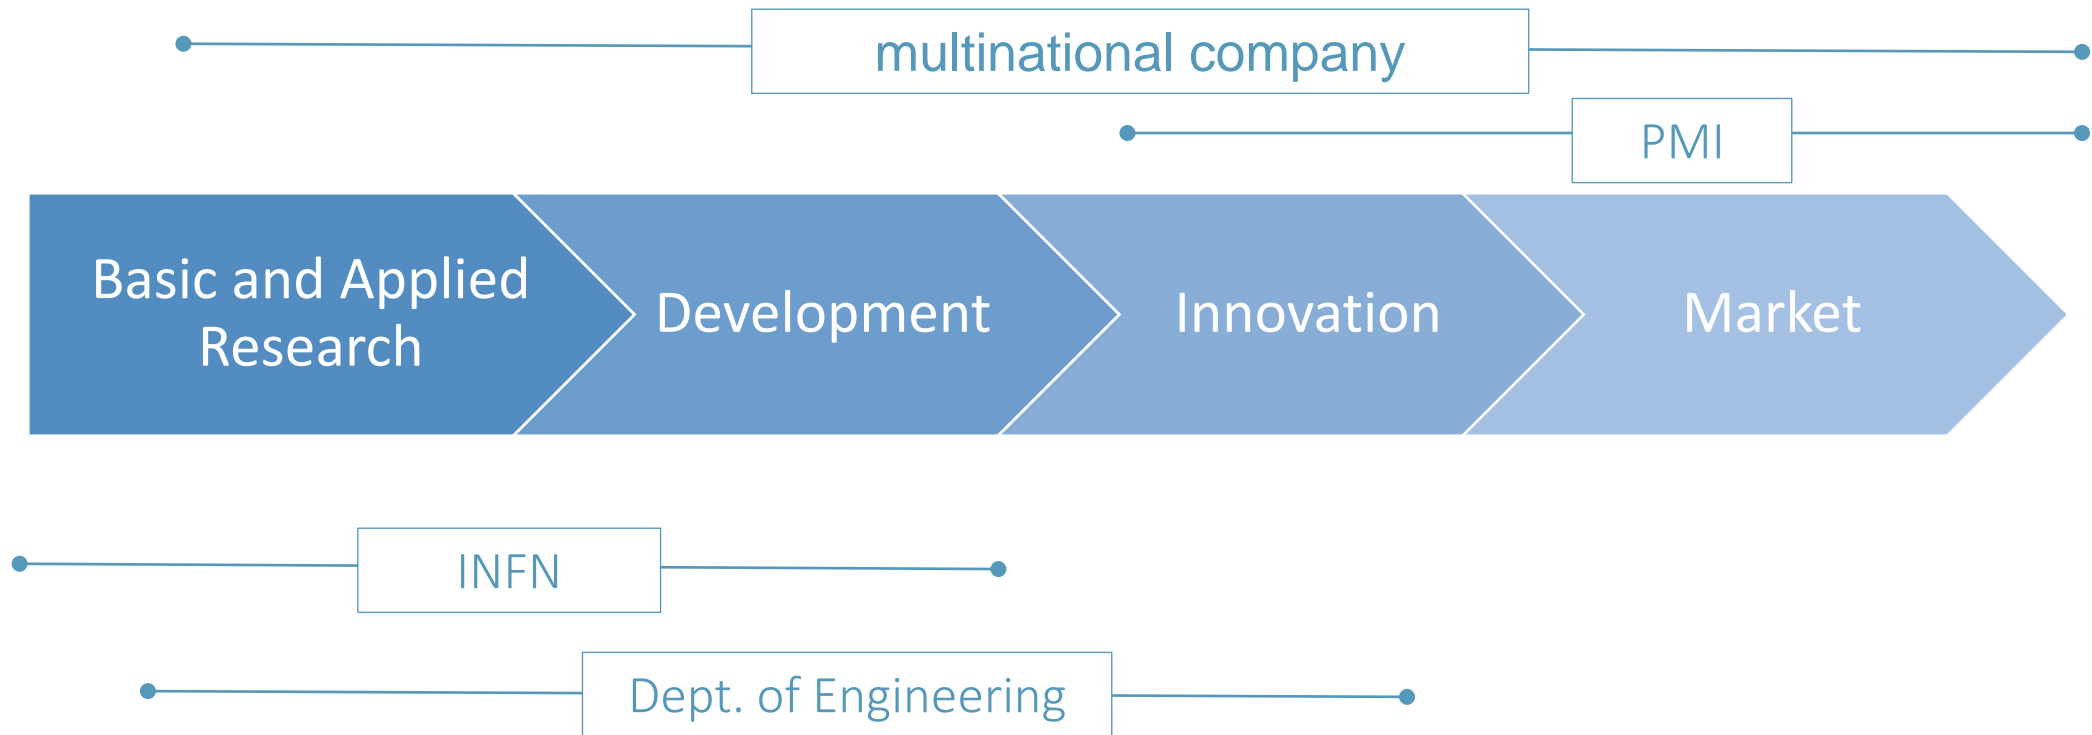 multinational company
PMI
Basic and Applied
Research
Development
Innovation
Market
INFN
Dept. of Engineering